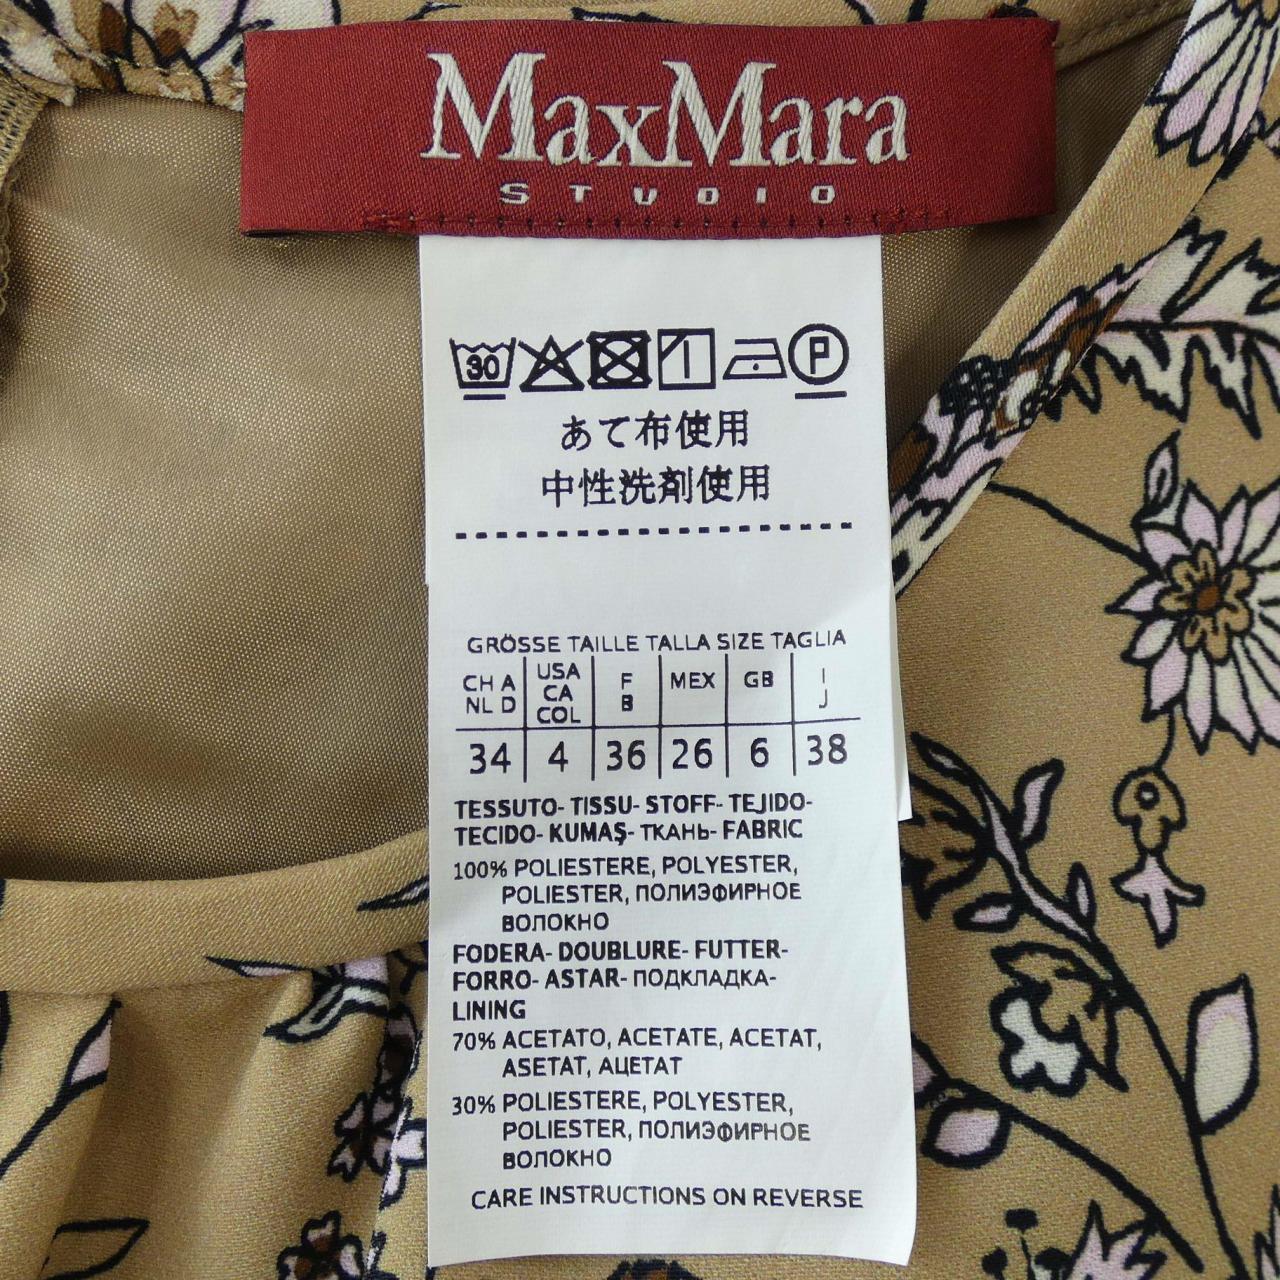 MaxMara
STUDIO
30 P
あて布使用
中性洗剤使用
GRÖSSE TAILLE TALLA SIZE TAGLIA
CH A USA F MEX GB I
NL D CA B J
COL
34 4 36 26 6 38
TESSUTO- TISSU- STOFF- TEJIDO-
TECIDO- KUMAŞ- ТКАНЬ- FABRIC
100% POLIESTERE, POLYESTER,
POLIESTER, ПОЛИЭФИРНОЕ
ВОЛОКНО
FODERA- DOUBLURE- FUTTER-
FORRO- ASTAR- ПОДКЛАДКА-
LINING
70% ACETATO, ACETATE, ACETAT,
ASETAT, АЦЕТАТ
30% POLIESTERE, POLYESTER,
POLIESTER, ПОЛИЭФИРНОЕ
ВОЛОКНО
CARE INSTRUCTIONS ON REVERSE